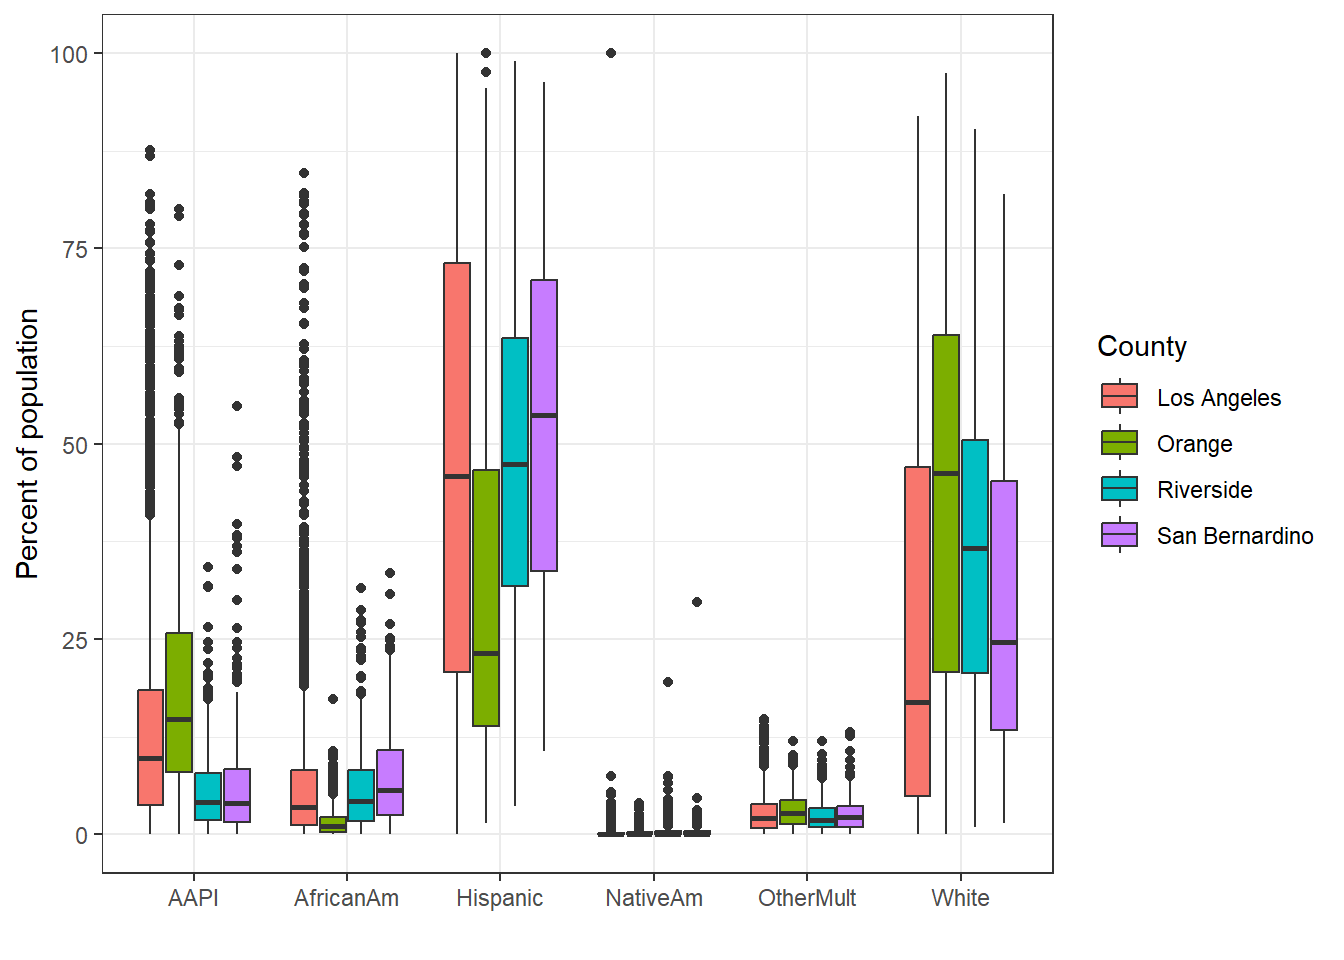 Percent of population
100
75
50
25
0
AAPI
AfricanAm
Hispanic
NativeAm
OtherMult
White
County
Los Angeles
Orange
Riverside
San Bernardino